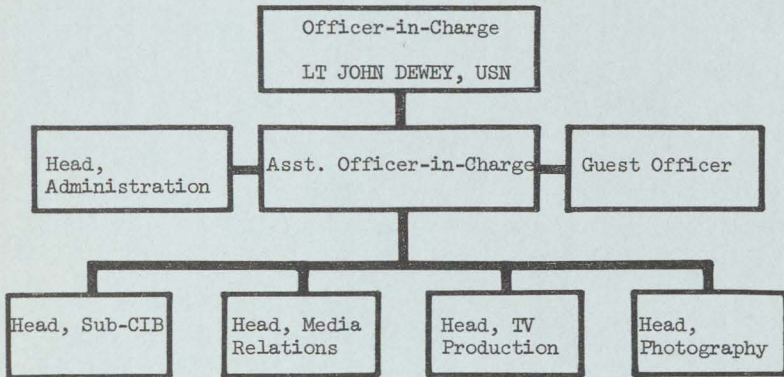 Officer-in-Charge
LT JOHN DEWEY, USN
Head,
Administration
Asst. Officer-in-Charge
Guest Officer
Head, Sub-CIB
Head, Media
Relations
Head, TV
Production
Head,
Photography